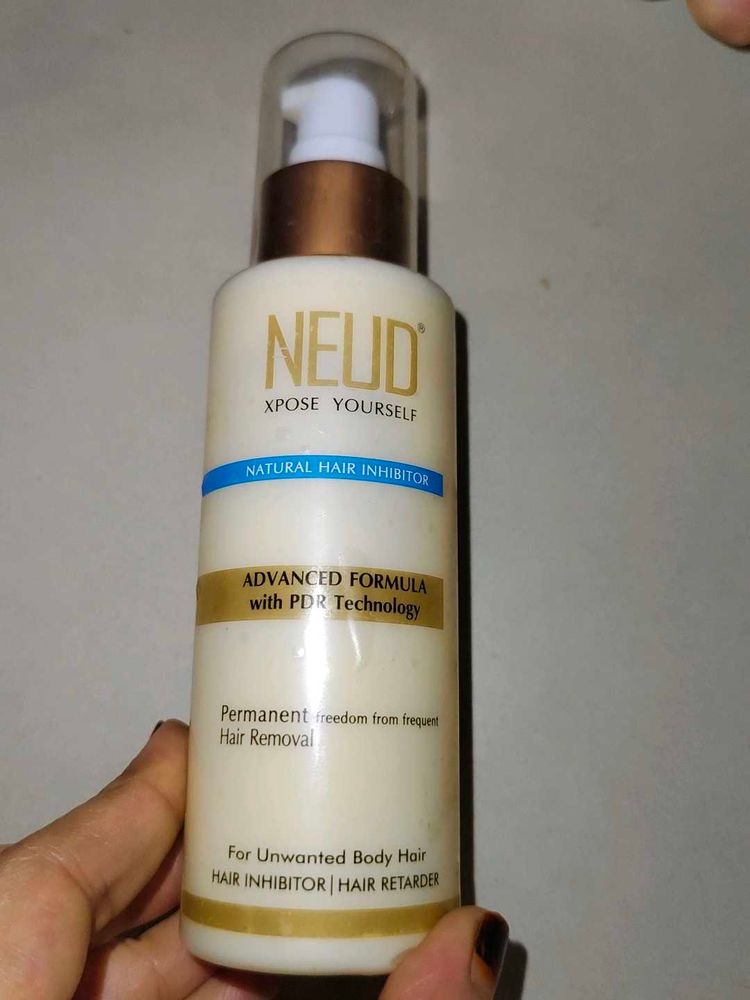 NEUD®
XPOSE YOURSELF
NATURAL HAIR INHIBITOR
ADVANCED FORMULA
with PDR Technology
Permanent freedom from frequent
Hair Removal
For Unwanted Body Hair
HAIR INHIBITOR | HAIR RETARDER